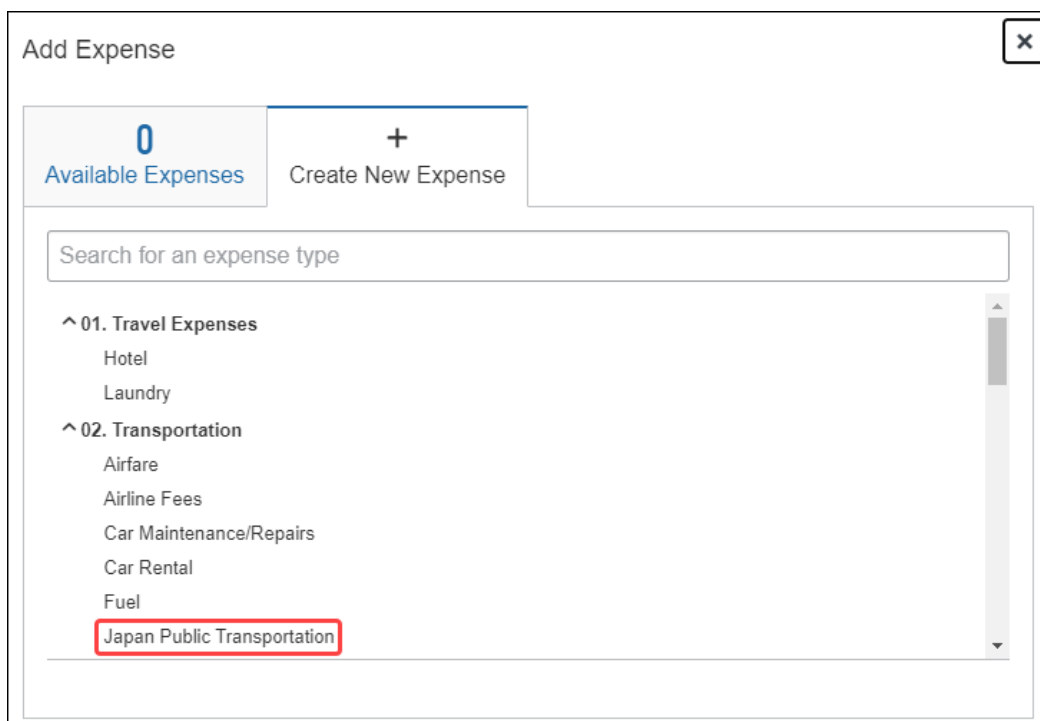 Add Expense
0
Available Expenses
+
Create New Expense
Search for an expense type
01. Travel Expenses
Hotel
Laundry
02. Transportation
Airfare
Airline Fees
Car Maintenance/Repairs
Car Rental
Fuel
Japan Public Transportation